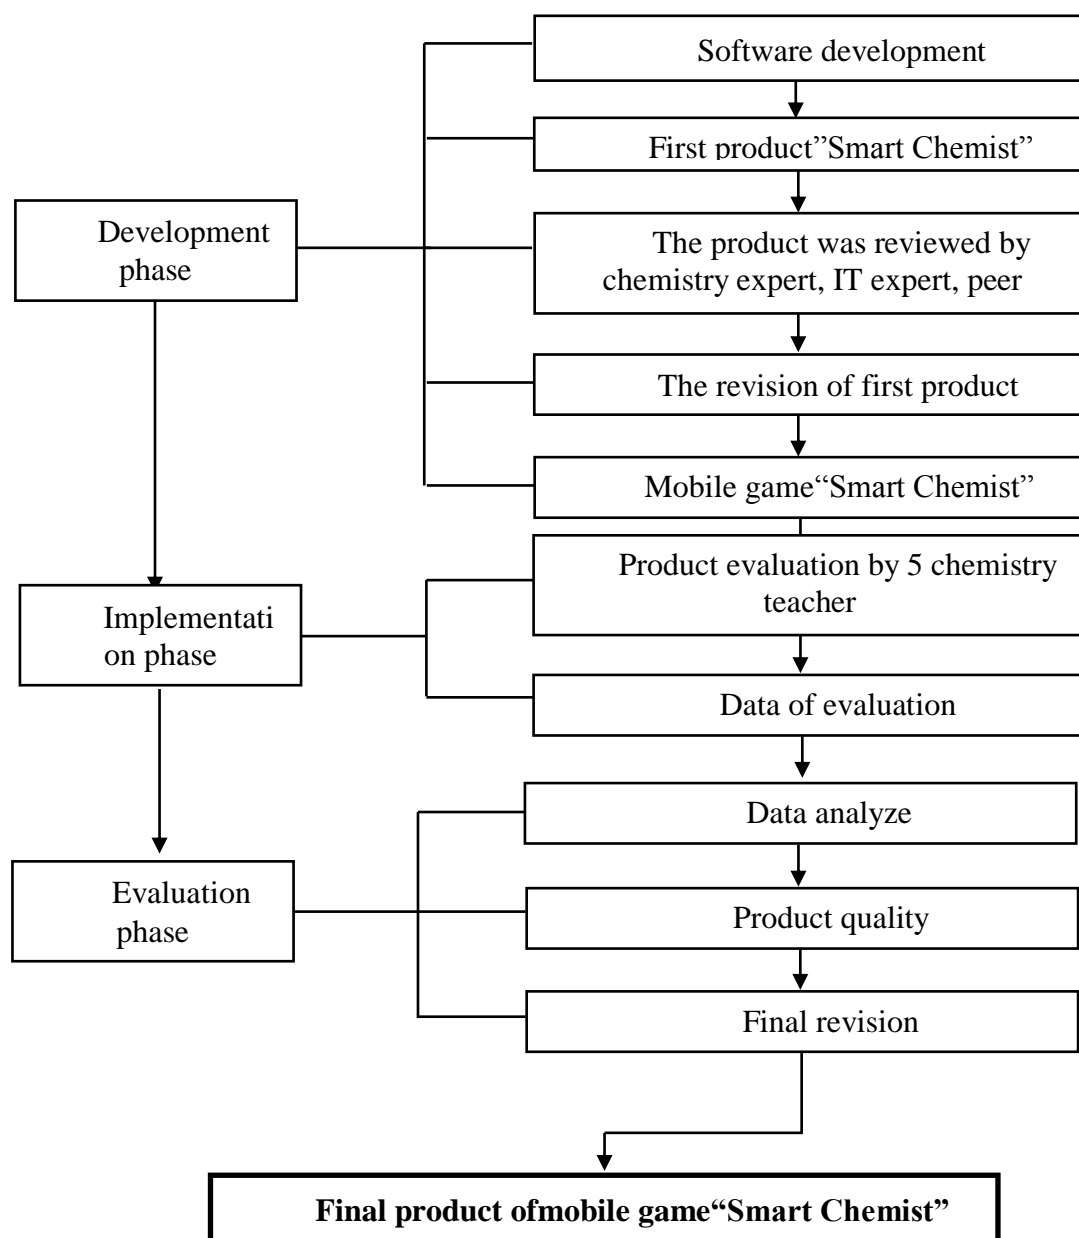 Software development
First product”Smart Chemist”
Development
phase
The product was reviewed by
chemistry expert, IT expert, peer
The revision of first product
Mobile game“Smart Chemist”
Product evaluation by 5 chemistry
teacher
Implementati
on phase
Data of evaluation
Data analyze
Evaluation
phase
Product quality
Final revision
Final product ofmobile game“Smart Chemist”